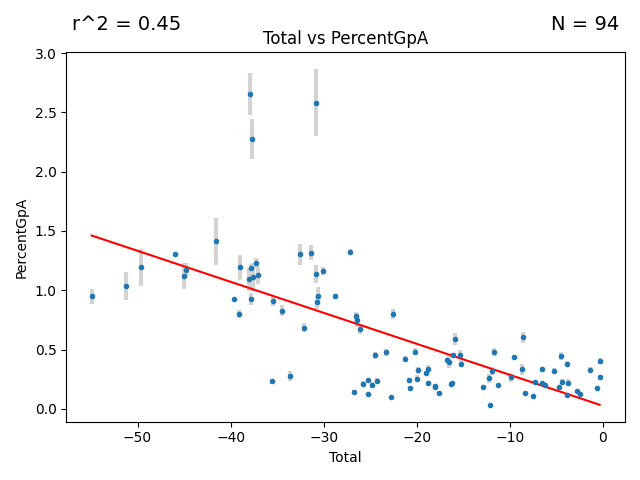 r^2 = 0.45
N = 94
Total vs PercentGpA
3.0
2.5
2.0
1.5
1.0
0.5
0.0
PercentGpA
−50
−40
−30
−20
−10
0
Total